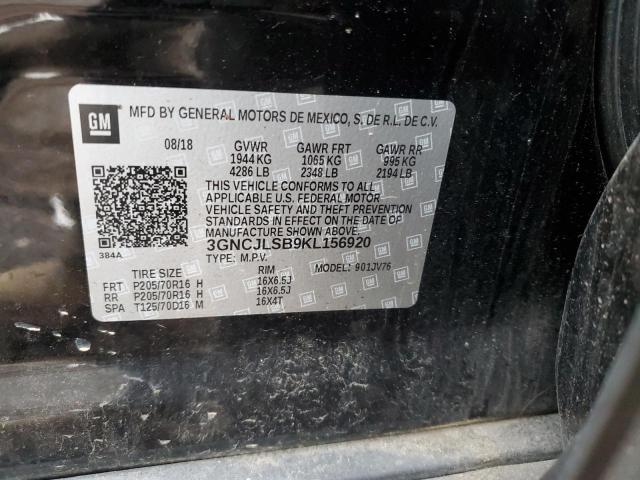 GM
MFD BY GENERAL MOTORS DE MEXICO, S. DE R.L. DE C.V.
08/18 GVWR GAWR FRT GAWR RR
1944 KG 1065 KG 995 KG
4286 LB 2348 LB 2194 LB
THIS VEHICLE CONFORMS TO ALL
APPLICABLE U.S. FEDERAL MOTOR
VEHICLE SAFETY AND THEFT PREVENTION
STANDARDS IN EFFECT ON THE DATE OF
MANUFACTURE SHOWN ABOVE.
3GNCJLSB9KL156920
384A
TYPE: M.P.V. MODEL: 901JV76
TIRE SIZE RIM
FRT P205/70R16 H 16X6.5J
RR P205/70R16 H 16X6.5J
SPA T125/70D16 M 16X4T